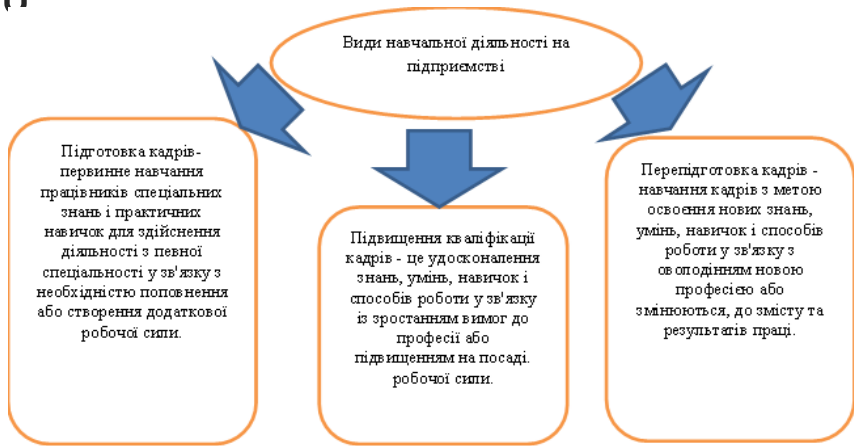 Види навчальної діяльності на
підприємстві
Підготовка кадрів-
первинне навчання
працівників спеціальних
знань і практичних
навичок для здійснення
діяльності з певної
спеціальності у зв'язку з
необхідністю поповнення
або створення додаткової
робочої сили.
Підвищення кваліфікації
кадрів - це удосконалення
знань, умінь, навичок і
способів роботи у зв'язку
із зростанням вимог до
професії або
підвищенням на посаді.
робочої сили.
Перепідготовка кадрів -
навчання кадрів з метою
освоєння нових знань,
умінь, навичок і способів
роботи у зв'язку з
оволодінням новою
професією або
змінюються, до змісту та
результатів праці.